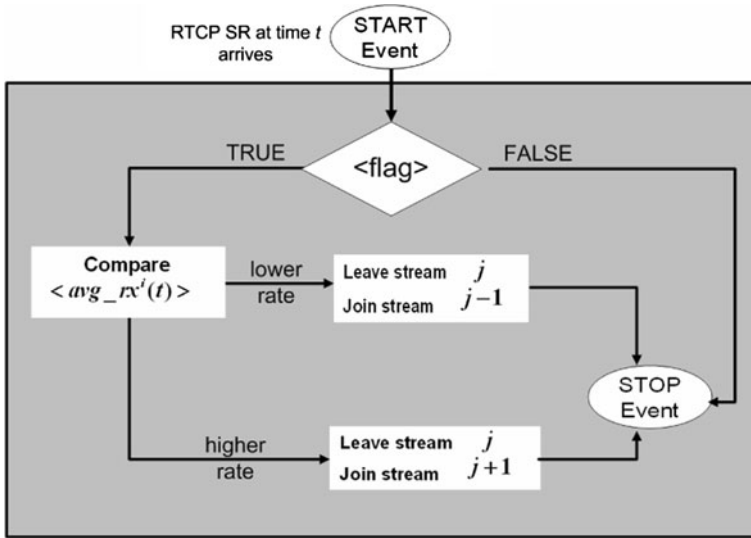 RTCP SR at time t
arrives
START
Event
TRUE
<flag>
FALSE
Compare
< avg_rx^i(t) >
lower
rate
Leave stream j
Join stream j−1
STOP
Event
higher
rate
Leave stream j
Join stream j+1